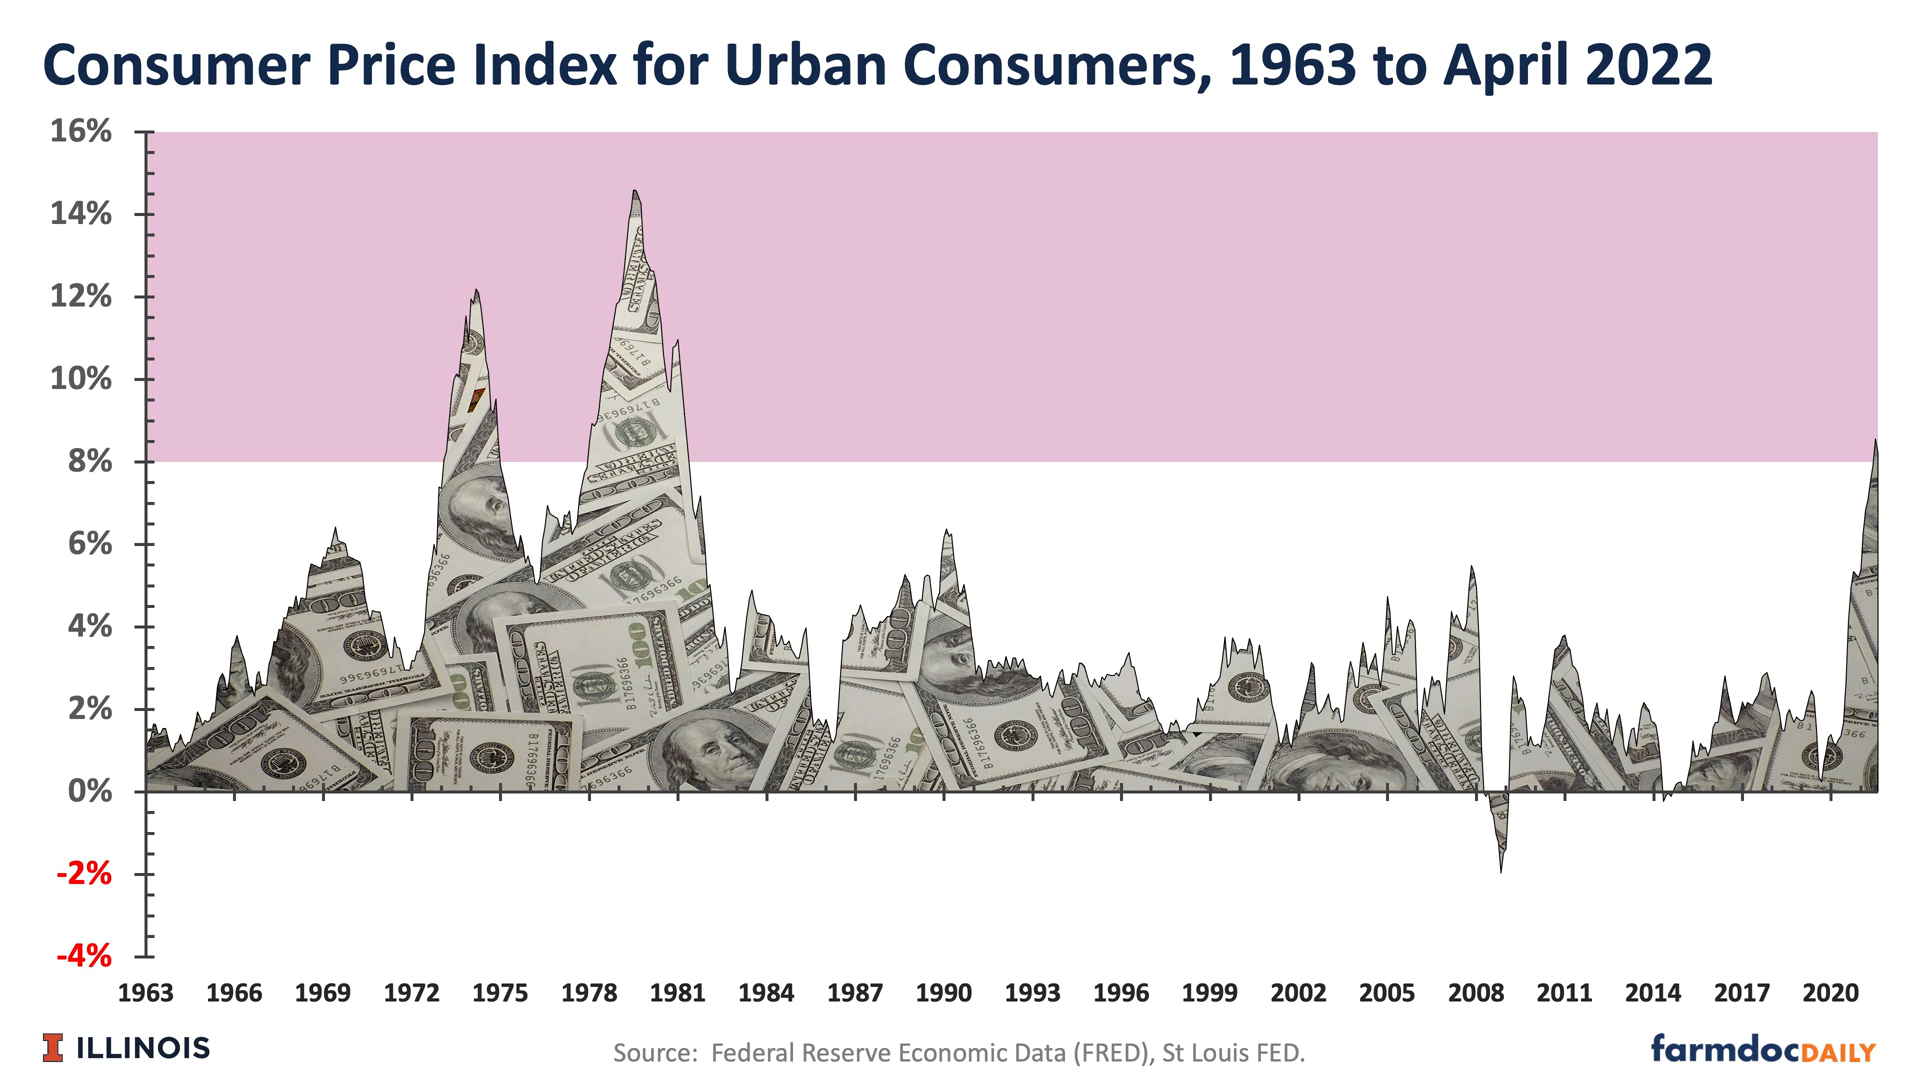 Consumer Price Index for Urban Consumers, 1963 to April 2022
16%
14%
12%
10%
8%
6%
4%
2%
0%
-2%
-4%
1963 1966 1969 1972 1975 1978 1981 1984 1987 1990 1993 1996 1999 2002 2005 2008 2011 2014 2017 2020
I ILLINOIS
Source: Federal Reserve Economic Data (FRED), St Louis FED.
farmdocDAILY